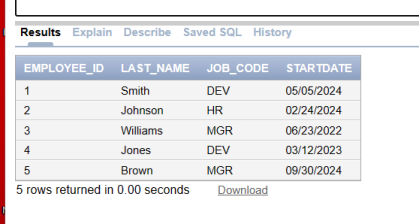 Results Explain Describe Saved SQL History
EMPLOYEE_ID LAST_NAME JOB_CODE STARTDATE
1 Smith DEV 05/05/2024
2 Johnson HR 02/24/2024
3 Williams MGR 06/23/2022
4 Jones DEV 03/12/2023
5 Brown MGR 09/30/2024
5 rows returned in 0.00 seconds Download